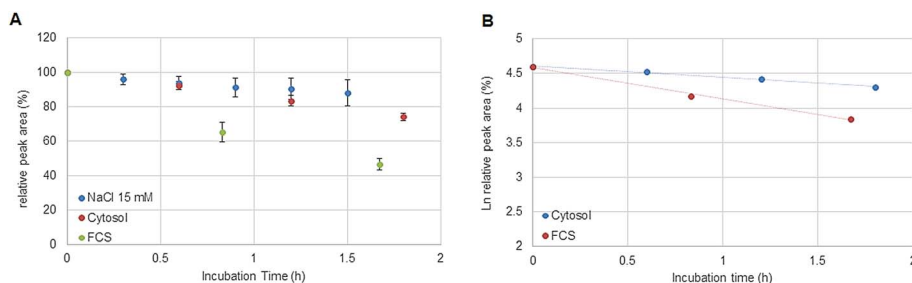 A
120
100
80
60
40
20
0
relative peak area (%)
NaCl 15 mM
Cytosol
FCS
0
0.5
1
1.5
2
Incubation Time (h)
B
5
4.5
4
3.5
3
2.5
2
Ln relative peak area (%)
Cytosol
FCS
0
0.5
1
1.5
2
Incubation time (h)